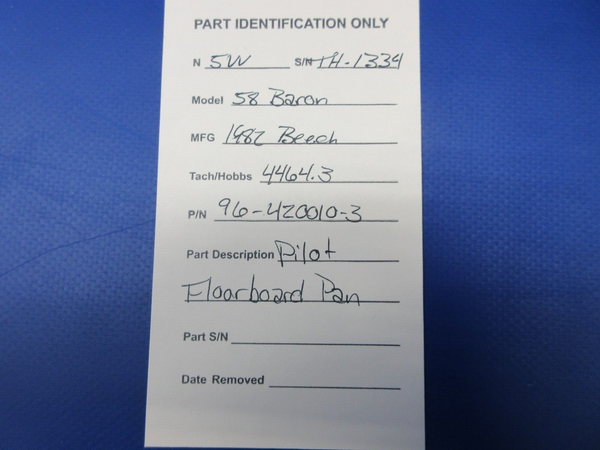 PART IDENTIFICATION ONLY
N 5W S/N TH-1334
Model 58 Baron
MFG 1982 Beech
Tach/Hobbs 4464.3
P/N 96-420010-3
Part Description Pilot
Floorboard Pan
Part S/N
Date Removed